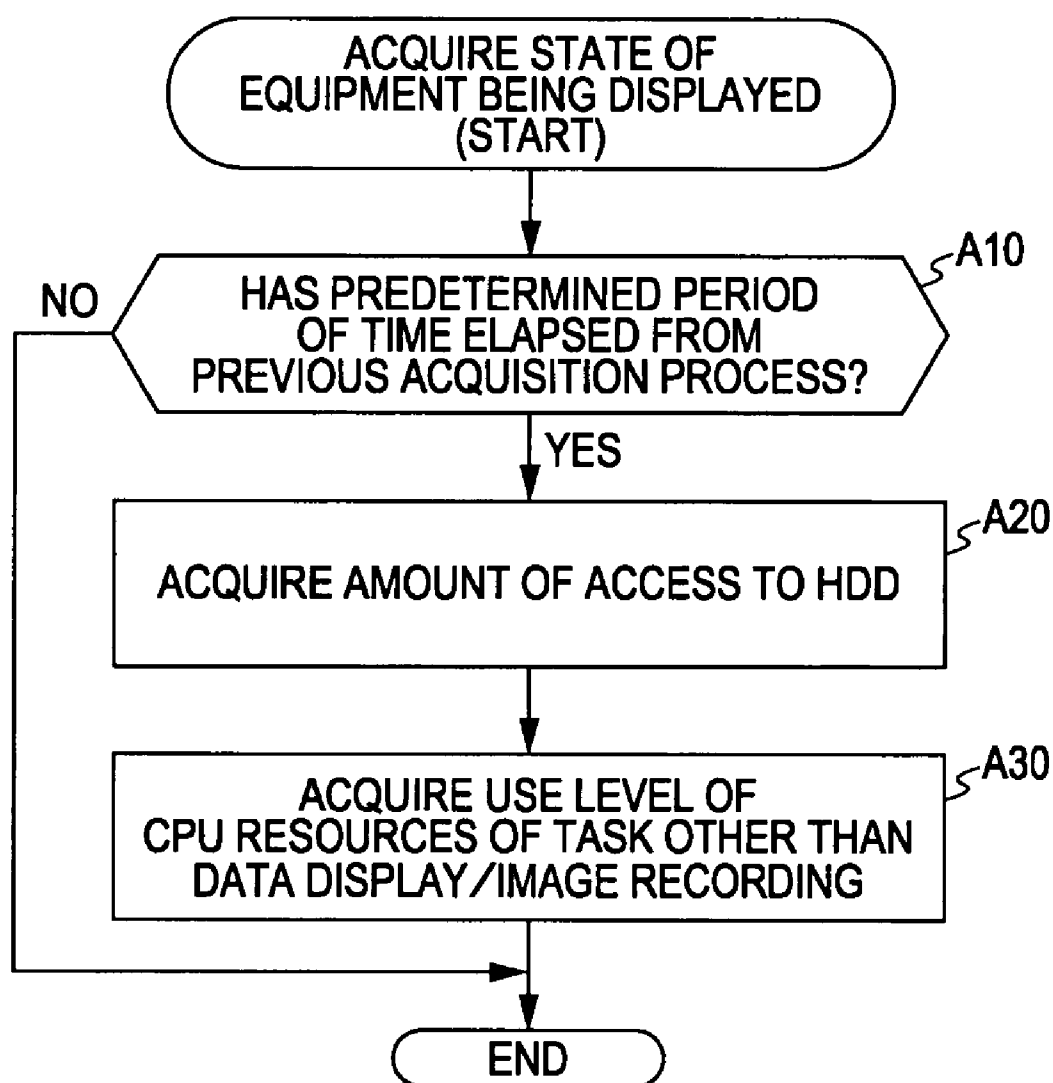 ACQUIRE STATE OF
EQUIPMENT BEING DISPLAYED
(START)
A10
NO
HAS PREDETERMINED PERIOD
OF TIME ELAPSED FROM
PREVIOUS ACQUISITION PROCESS?
YES
A20
ACQUIRE AMOUNT OF ACCESS TO HDD
A30
ACQUIRE USE LEVEL OF
CPU RESOURCES OF TASK OTHER THAN
DATA DISPLAY/IMAGE RECORDING
END